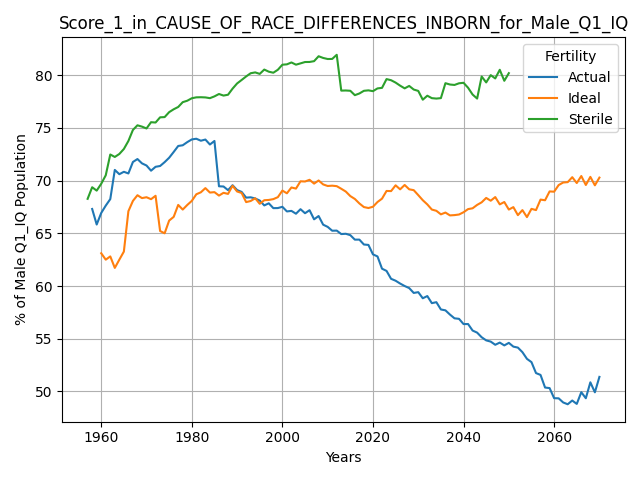 Score_1_in_CAUSE_OF_RACE_DIFFERENCES_INBORN_for_Male_Q1_IQ
% of Male Q1_IQ Population
80
75
70
65
60
55
50
Fertility
Actual
Ideal
Sterile
1960 1980 2000 2020 2040 2060
Years